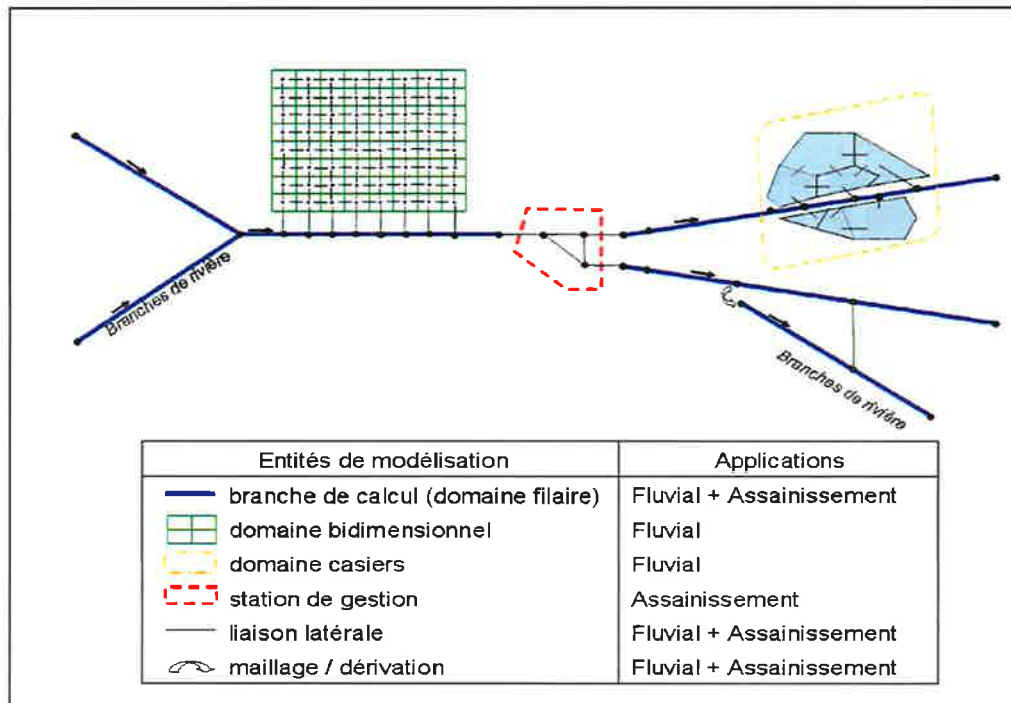 Branches de rivière
Branches de rivière
Entités de modélisation Applications
branche de calcul (domaine filaire) Fluvial + Assainissement
domaine bidimensionnel Fluvial
domaine casiers Fluvial
station de gestion Assainissement
liaison latérale Fluvial + Assainissement
maillage / dérivation Fluvial + Assainissement